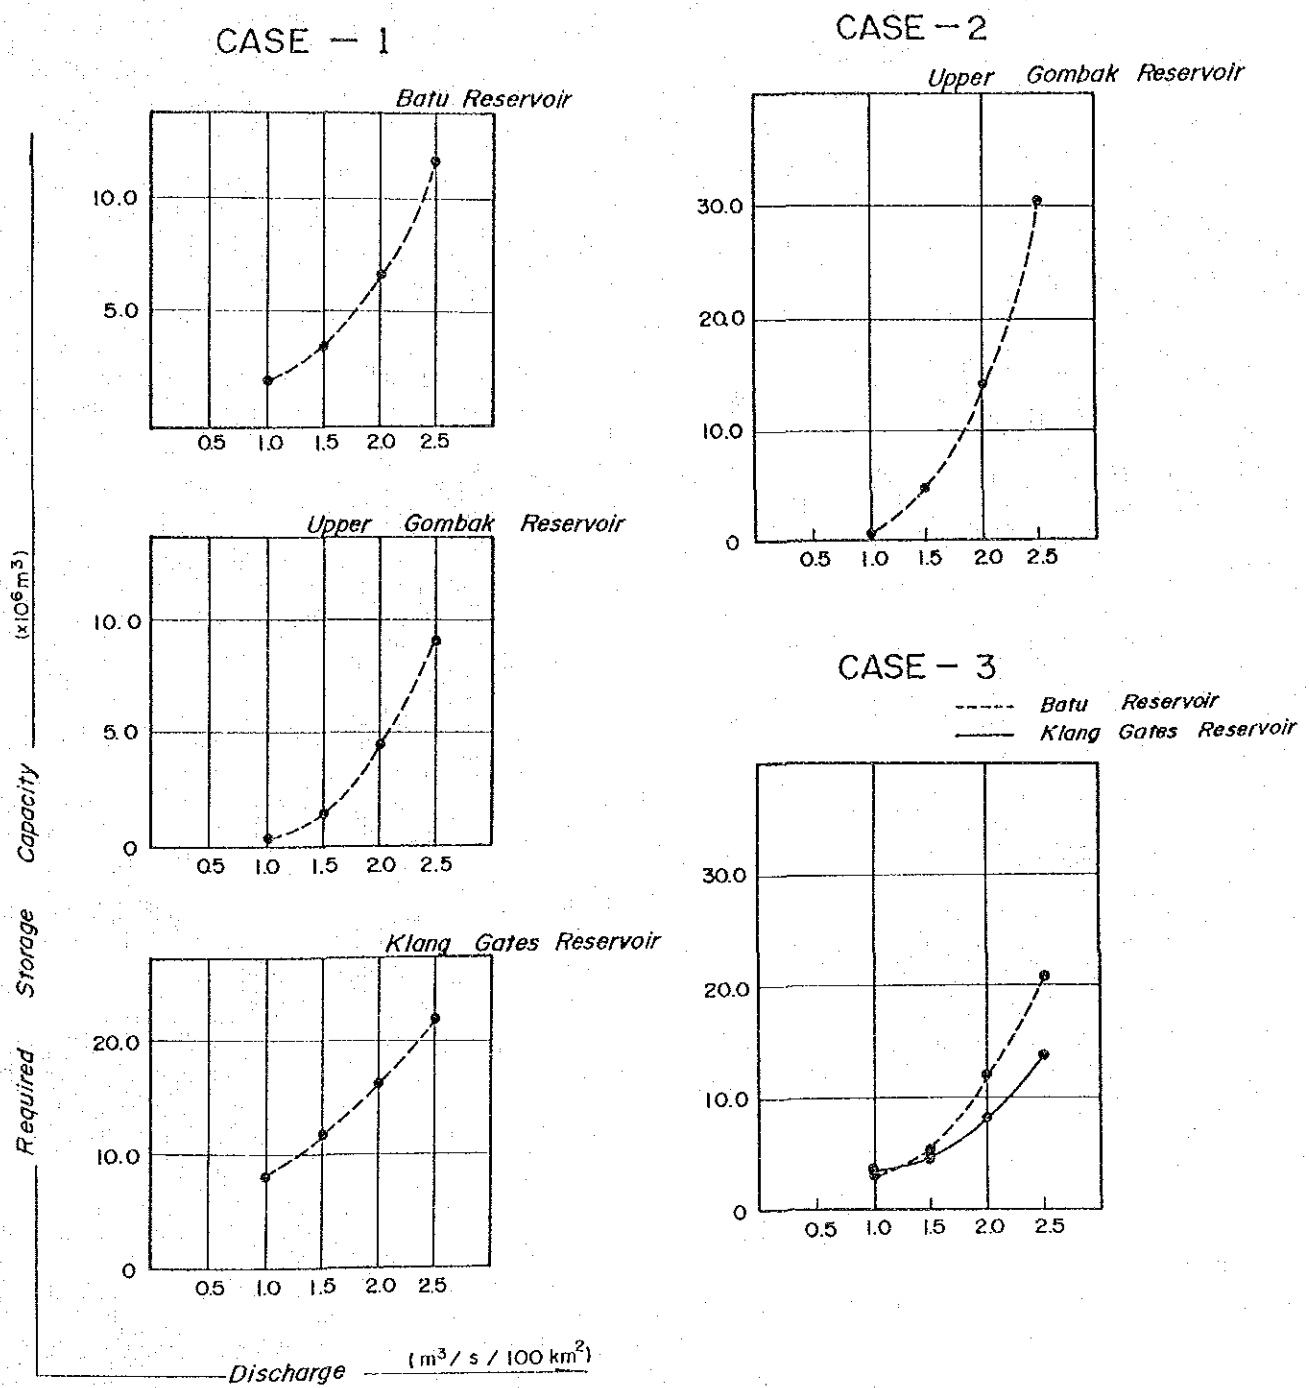 CASE - 1
Batu Reservoir
10.0
5.0
0.5 1.0 1.5 2.0 2.5
Upper Gombak Reservoir
10.0
5.0
0
0.5 1.0 1.5 2.0 2.5
Klang Gates Reservoir
20.0
10.0
0
0.5 1.0 1.5 2.0 2.5
Required Storage Capacity (x10⁶m³)
Discharge (m³/s/100 km²)
CASE - 2
Upper Gombak Reservoir
30.0
20.0
10.0
0
0.5 1.0 1.5 2.0 2.5
CASE - 3
Batu Reservoir
Klang Gates Reservoir
30.0
20.0
10.0
0
0.5 1.0 1.5 2.0 2.5